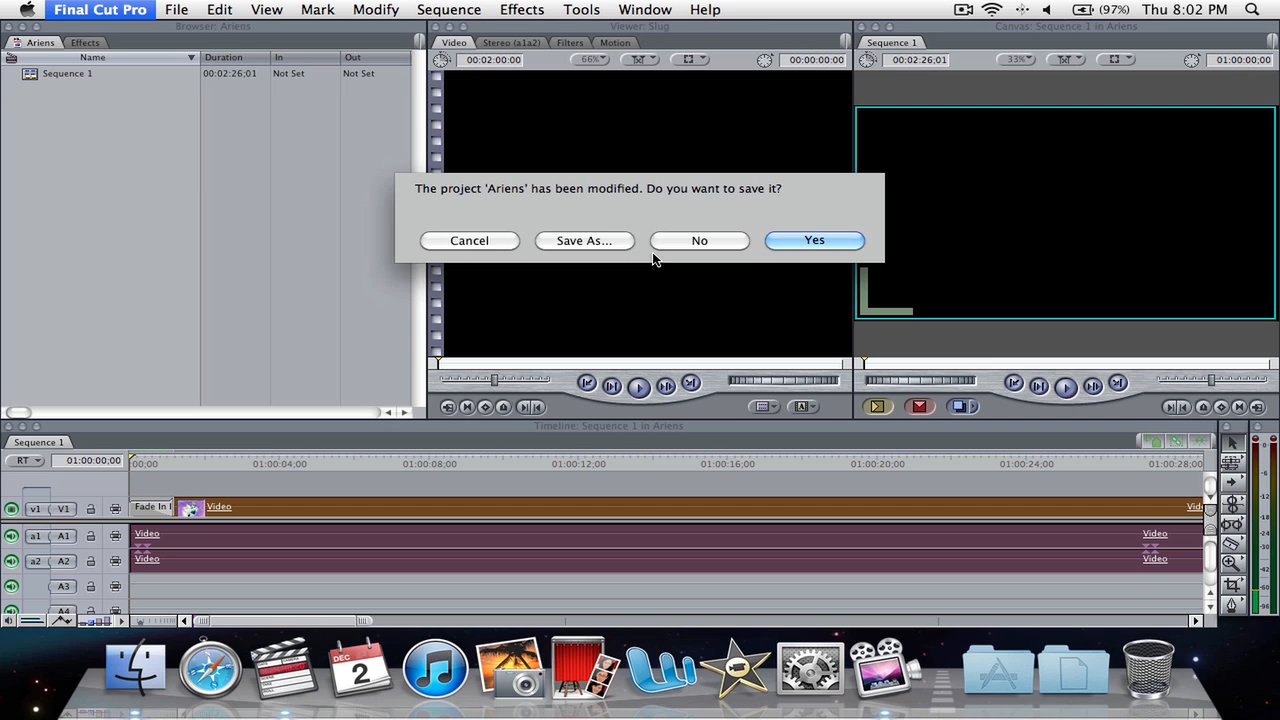 Final Cut Pro File Edit View Mark Modify Sequence Effects Tools Window Help (97%) Thu 8:02 PM
Browser: Ariens
Ariens Effects
Name Duration In Out
Sequence 1 00:02:26;01 Not Set Not Set
Viewer: Slug
Video Stereo (a1a2) Filters Motion
00:02:00:00 66% 00:00:00:00
Canvas: Sequence 1 in Ariens
Sequence 1
00:02:26;01 33% 01:00:00;00
The project 'Ariens' has been modified. Do you want to save it?
Cancel Save As... No Yes
Timeline: Sequence 1 in Ariens
Sequence 1
RT 01:00:00;00 00;00 01:00:04;00 01:00:08;00 01:00:12;00 01:00:16;00 01:00:20;00 01:00:24;00 01:00:28;00
v1 V1 Fade In Video
a1 A1 Video Video
a2 A2 Video Video
A3
A4
0
-6
-12
-18
-24
DEC
2